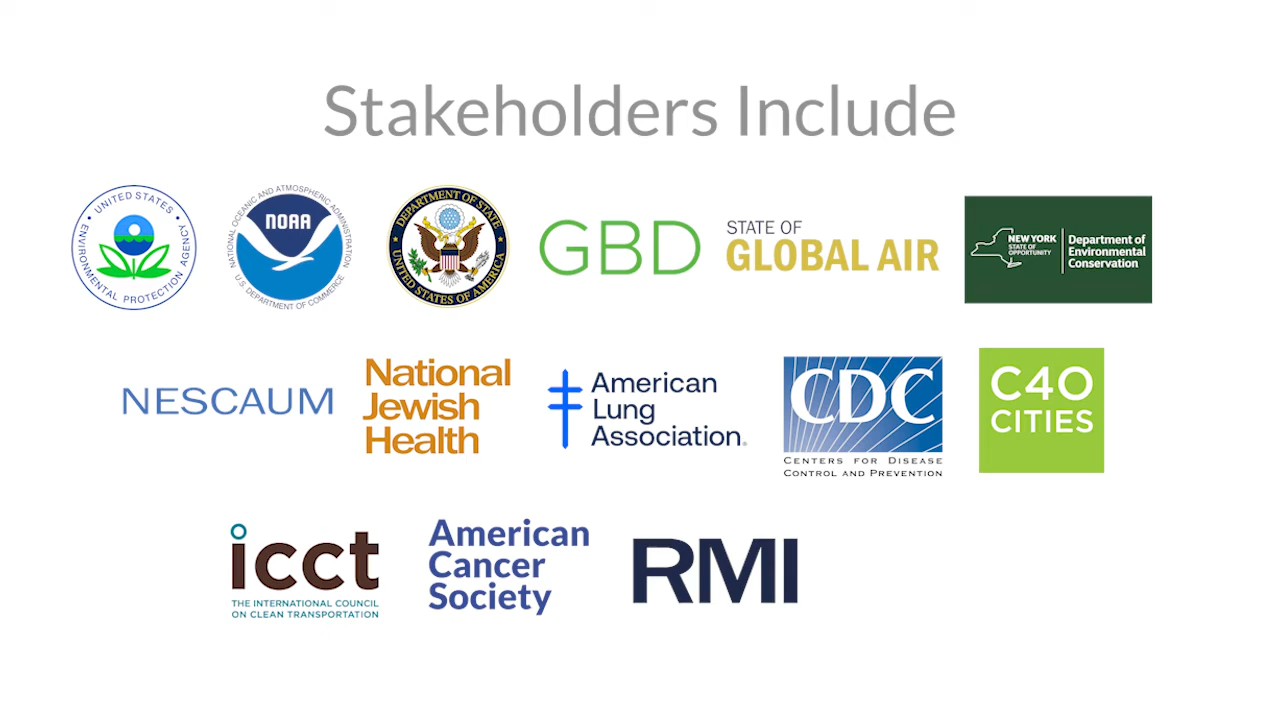 Stakeholders Include
UNITED STATES
ENVIRONMENTAL PROTECTION AGENCY
NATIONAL OCEANIC AND ATMOSPHERIC ADMINISTRATION
NOAA
U.S. DEPARTMENT OF COMMERCE
DEPARTMENT OF STATE
UNITED STATES OF AMERICA
GBD
STATE OF
GLOBAL AIR
NEW YORK
STATE OF
OPPORTUNITY
Department of
Environmental
Conservation
NESCAUM
National
Jewish
Health
American
Lung
Association®
CDC
CENTERS FOR DISEASE
CONTROL AND PREVENTION
C40
CITIES
icct
THE INTERNATIONAL COUNCIL
ON CLEAN TRANSPORTATION
American
Cancer
Society
RMI